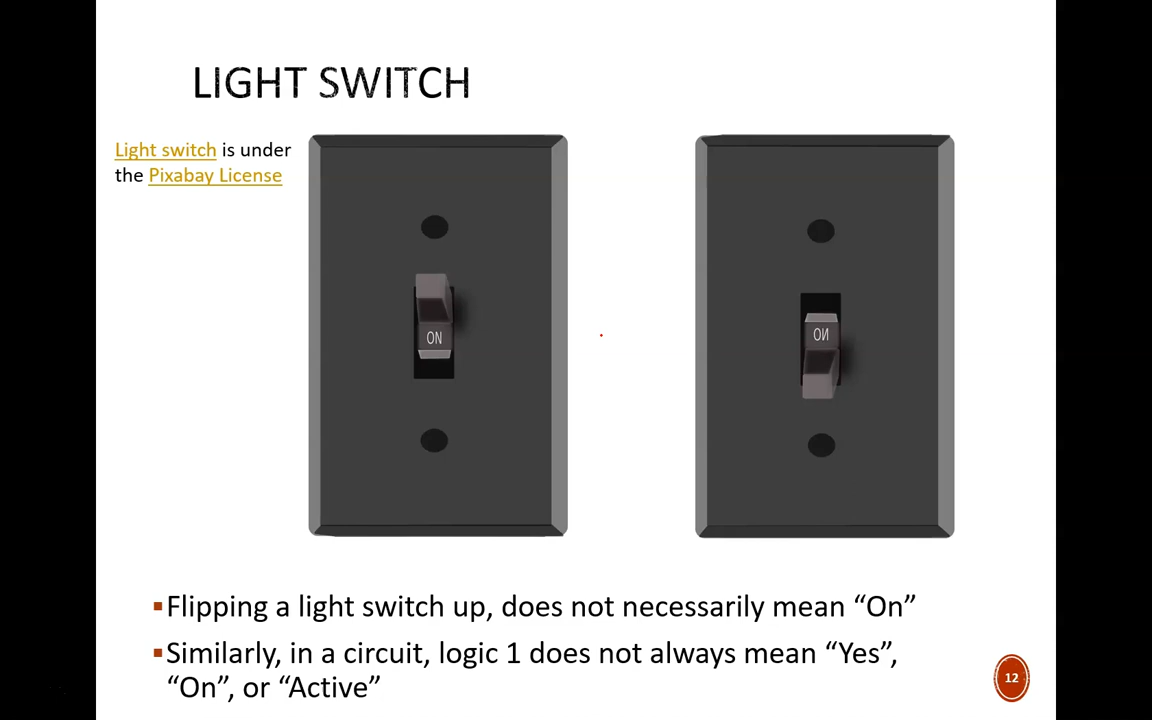 LIGHT SWITCH
Light switch is under
the Pixabay License
ON
ON
▪Flipping a light switch up, does not necessarily mean “On”
▪Similarly, in a circuit, logic 1 does not always mean “Yes”,
“On”, or “Active”
12